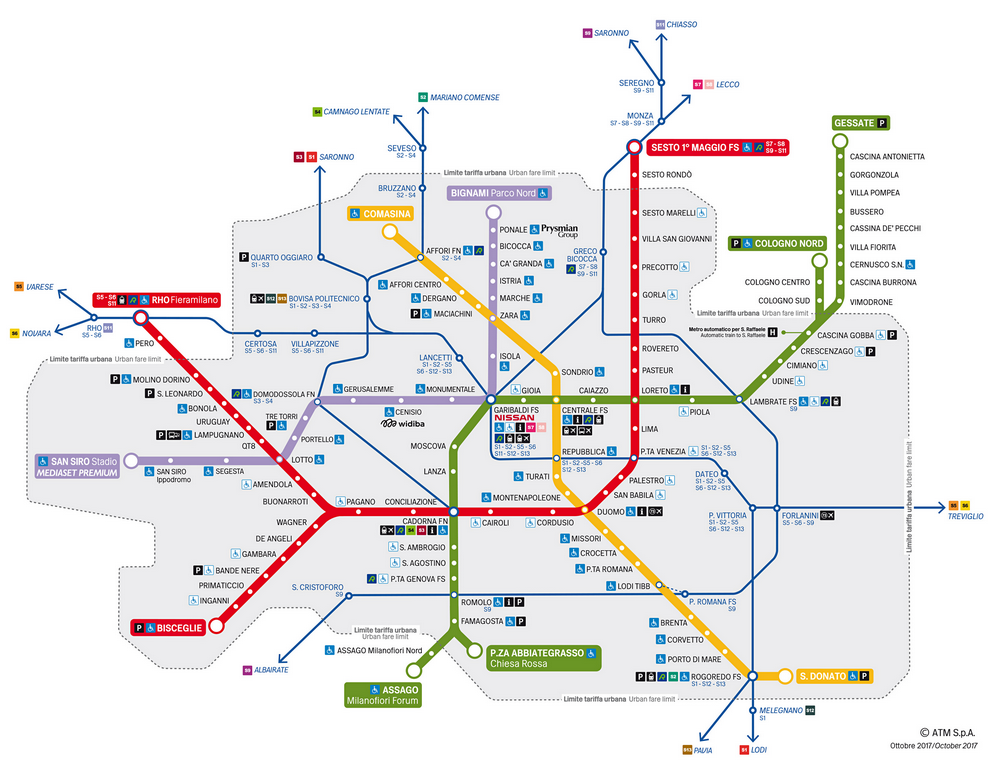 S9 SARONNO
S11 CHIASSO
SEREGNO
S9 - S11
S7 S8 LECCO
MONZA
S7 - S8 - S9 - S11
S2 MARIANO COMENSE
S4 CAMNAGO LENTATE
SEVESO
S2 - S4
S3 S1 SARONNO
BRUZZANO
S2 - S4
Limite tariffa urbana Urban fare limit
GESSATE P
CASCINA ANTONIETTA
GORGONZOLA
VILLA POMPEA
BUSSERO
CASSINA DE' PECCHI
VILLA FIORITA
CERNUSCO S.N.
CASCINA BURRONA
VIMODRONE
P COLOGNO NORD
COLOGNO CENTRO
COLOGNO SUD
Limite tariffa urbana Urban fare limit
Metro automatico per S. Raffaele H
Automatic train to S. Raffaele
CASCINA GOBBA P
CRESCENZAGO P
CIMIANO
UDINE
LAMBRATE FS
S9
SESTO 1° MAGGIO FS S7 - S8
S9 - S11
SESTO RONDÒ
SESTO MARELLI
VILLA SAN GIOVANNI
PRECOTTO
GORLA
TURRO
ROVERETO
PASTEUR
LORETO
LIMA
P.TA VENEZIA S1 - S2 - S5
S6 - S12 - S13
PALESTRO
SAN BABILA
DUOMO
GRECO
BICOCCA
S7 - S8
S9 - S11
BIGNAMI Parco Nord
PONALE Prysmian
Group
BICOCCA
CA' GRANDA
ISTRIA
MARCHE
ZARA
ISOLA
COMASINA
AFFORI FN
S2 - S4
AFFORI CENTRO
DERGANO
P MACIACHINI
P QUARTO OGGIARO
S1 - S3
S12 S13 BOVISA POLITECNICO
S1 - S2 - S3 - S4
S5 VARESE
S6 NOVARA
RHO S11
S5 - S6
S5 - S6
S11
RHO Fieramilano
PERO
CERTOSA
S5 - S6 - S11
VILLAPIZZONE
S5 - S6 - S11
LANCETTI
S1 - S2 - S5
S6 - S12 - S13
Limite tariffa urbana Urban fare limit
P MOLINO DORINO
P S. LEONARDO
BONOLA
URUGUAY
P LAMPUGNANO
QT8
LOTTO
AMENDOLA
BUONARROTI
PAGANO
CONCILIAZIONE
DOMODOSSOLA FN
S3 - S4
GERUSALEMME
CENISIO
widiba
MONUMENTALE
TRE TORRI
P
PORTELLO
SAN SIRO Stadio
MEDIASET PREMIUM
SAN SIRO
Ippodromo
SEGESTA
GARIBALDI FS
NISSAN
S7 S8
S1 - S2 - S5 - S6
S11 - S12 - S13
GIOIA
CAIAZZO
SONDRIO
CENTRALE FS
PIOLA
REPUBBLICA
S1 - S2 - S5 - S6
S12 - S13
TURATI
MONTENAPOLEONE
MOSCOVA
LANZA
CADORNA FN
S4 S3
CAIROLI
CORDUSIO
S. AMBROGIO
S. AGOSTINO
P.TA GENOVA FS
ROMOLO P
S9
FAMAGOSTA P
ASSAGO Milanofiori Nord
ASSAGO
Milanofiori Forum
P.ZA ABBIATEGRASSO
Chiesa Rossa
WAGNER
DE ANGELI
GAMBARA
P BANDE NERE
PRIMATICCIO
INGANNI
P BISCEGLIE
S. CRISTOFORO
S9
S9 ALBAIRATE
Limite tariffa urbana
Urban fare limit
MISSORI
CROCETTA
P.TA ROMANA
LODI TIBB
P. ROMANA FS
S9
BRENTA
CORVETTO
PORTO DI MARE
P S2 ROGOREDO FS
S1 - S12 - S13
S. DONATO P
DATEO
S1 - S2 - S5
S6 - S12 - S13
P. VITTORIA
S1 - S2 - S5
S6 - S12 - S13
FORLANINI
S5 - S6 - S9
Limite tariffa urbana Urban fare limit
S5 S6
TREVIGLIO
Limite tariffa urbana Urban fare limit
MELEGNANO S12
S1
S13 PAVIA
S1 LODI
© ATM S.p.A.
Ottobre 2017/October 2017